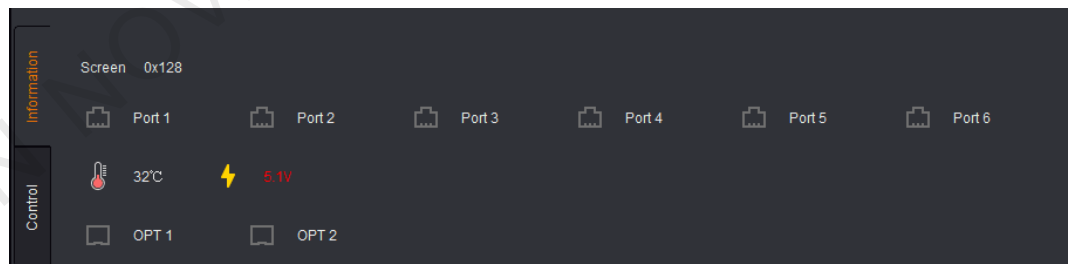 Information
Control
Screen 0x128
Port 1 Port 2 Port 3 Port 4 Port 5 Port 6
32℃ 5.1V
OPT 1 OPT 2